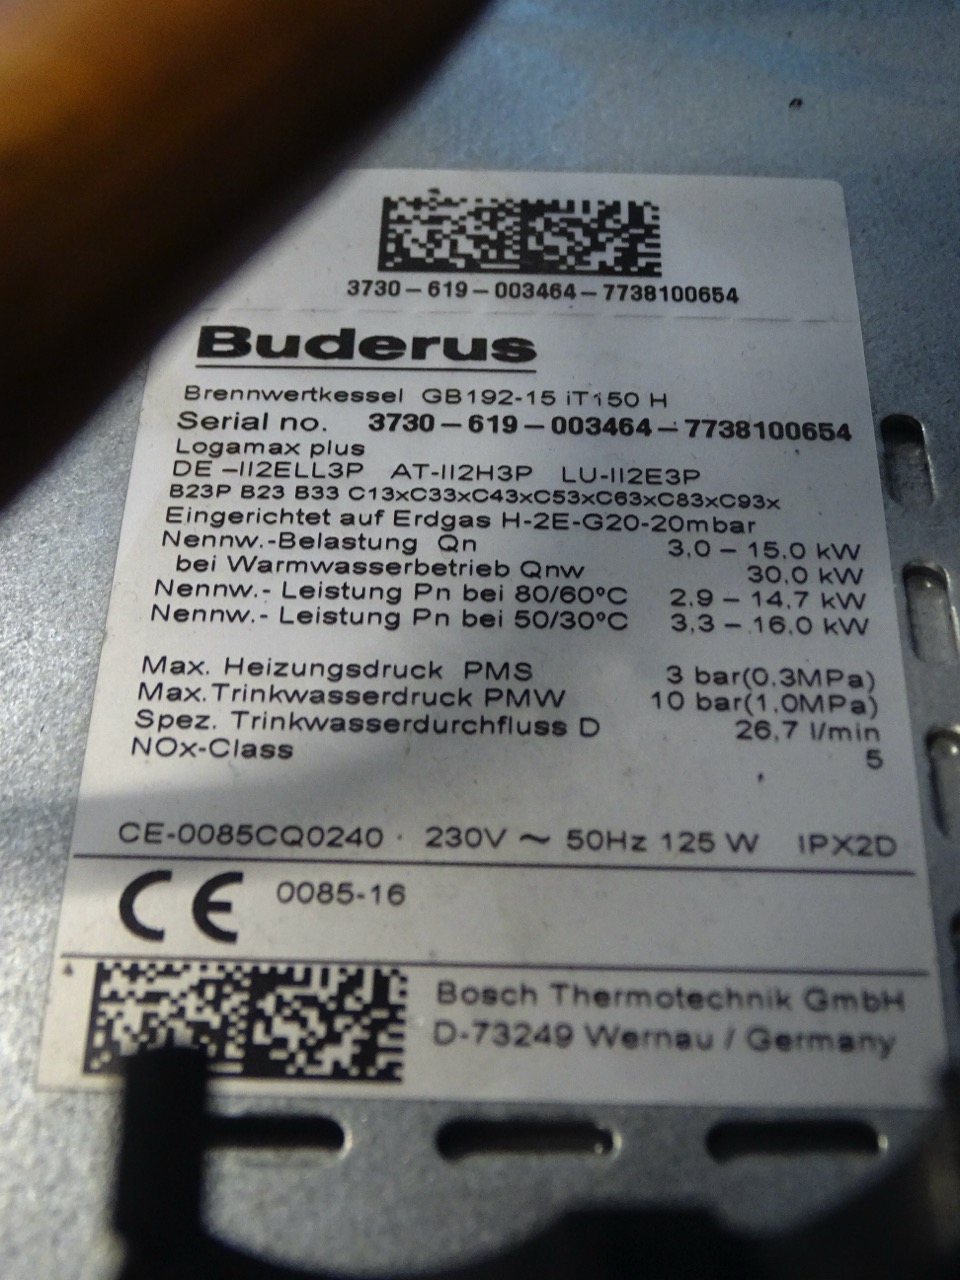 3730-619-003464-7738100654
Buderus
Brennwertkessel GB192-15 iT150 H
Serial no. 3730-619-003464-7738100654
Logamax plus
DE -II2ELL3P AT-II2H3P LU-II2E3P
B23P B23 B33 C13xC33xC43xC53xC63xC83xC93x
Eingerichtet auf Erdgas H-2E-G20-20mbar
Nennw.-Belastung Qn 3,0 - 15,0 kW
bei Warmwasserbetrieb Qnw 30,0 kW
Nennw.- Leistung Pn bei 80/60°C 2,9 - 14,7 kW
Nennw.- Leistung Pn bei 50/30°C 3,3 - 16,0 kW
Max. Heizungsdruck PMS 3 bar(0,3MPa)
Max.Trinkwasserdruck PMW 10 bar(1,0MPa)
Spez. Trinkwasserdurchfluss D 26,7 l/min
NOx-Class 5
CE-0085CQ0240 · 230V ~ 50Hz 125 W IPX2D
CE 0085-16
Bosch Thermotechnik GmbH
D-73249 Wernau / Germany